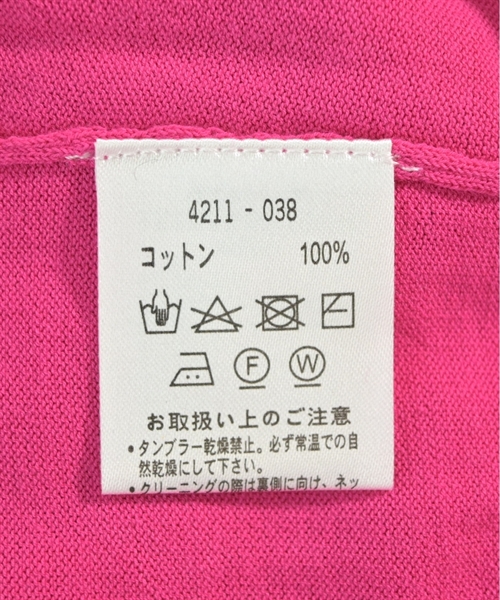 4211 - 038
コットン 100%
F W
お取扱い上のご注意
•タンブラー乾燥禁止。必ず常温での自
然乾燥にして下さい。
•クリーニングの際は裏側に向け、ネッ